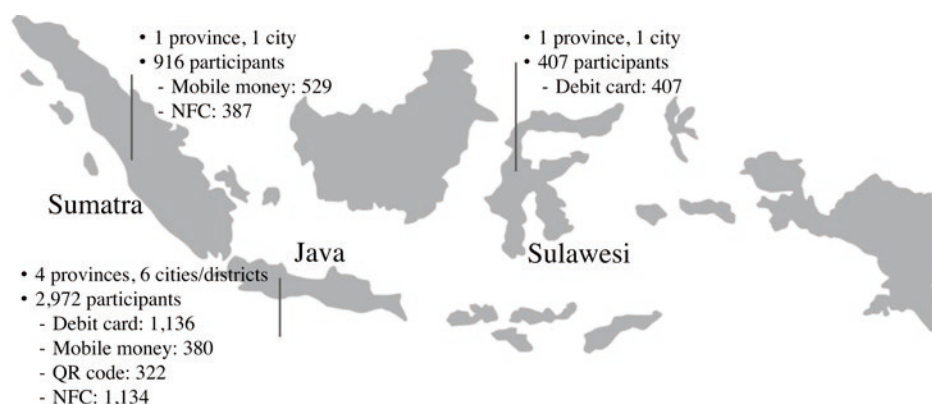 • 1 province, 1 city
• 916 participants
- Mobile money: 529
- NFC: 387
Sumatra
• 1 province, 1 city
• 407 participants
- Debit card: 407
Sulawesi
Java
• 4 provinces, 6 cities/districts
• 2,972 participants
- Debit card: 1,136
- Mobile money: 380
- QR code: 322
- NFC: 1,134